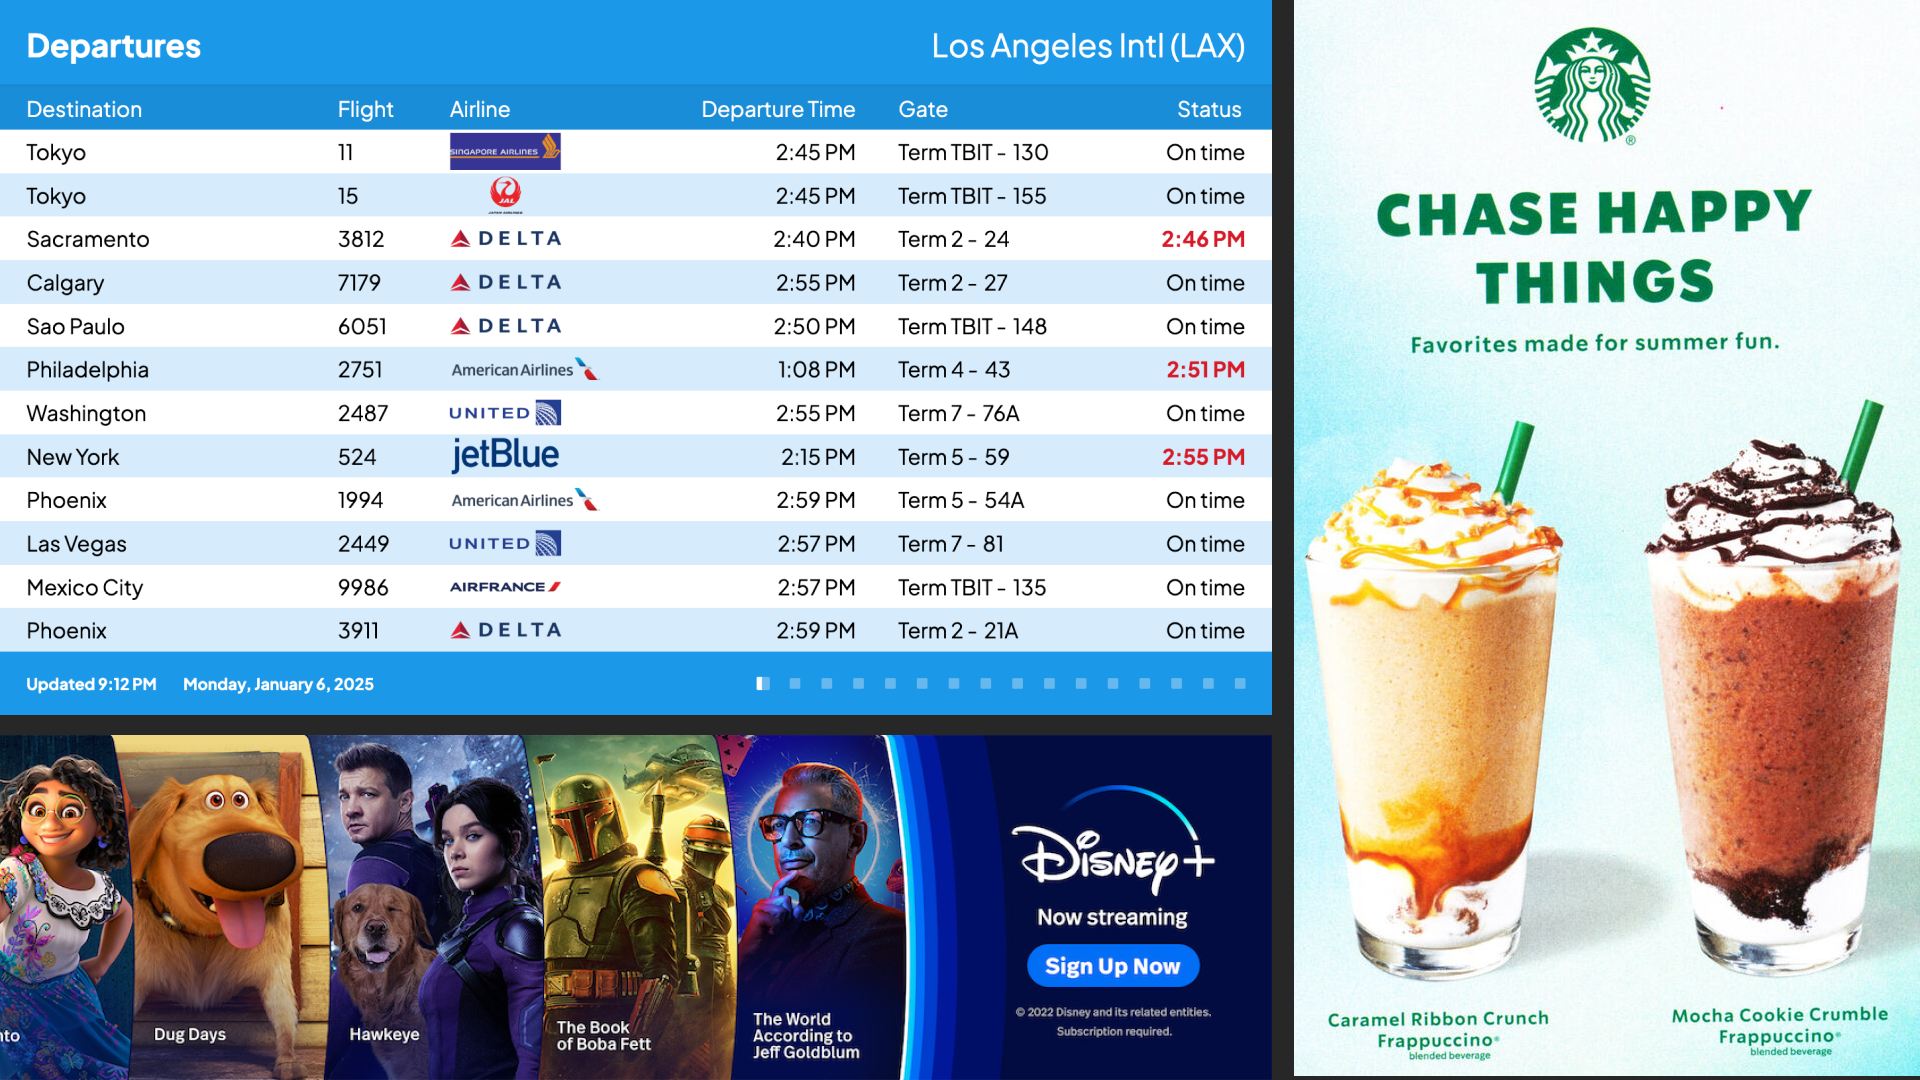 Departures Los Angeles Intl (LAX)
Destination Flight Airline Departure Time Gate Status
Tokyo 11 SINGAPORE AIRLINES 2:45 PM Term TBIT - 130 On time
Tokyo 15 JAL JAPAN AIRLINES 2:45 PM Term TBIT - 155 On time
Sacramento 3812 DELTA 2:40 PM Term 2 - 24 2:46 PM
Calgary 7179 DELTA 2:55 PM Term 2 - 27 On time
Sao Paulo 6051 DELTA 2:50 PM Term TBIT - 148 On time
Philadelphia 2751 American Airlines 1:08 PM Term 4 - 43 2:51 PM
Washington 2487 UNITED 2:55 PM Term 7 - 76A On time
New York 524 jetBlue 2:15 PM Term 5 - 59 2:55 PM
Phoenix 1994 American Airlines 2:59 PM Term 5 - 54A On time
Las Vegas 2449 UNITED 2:57 PM Term 7 - 81 On time
Mexico City 9986 AIRFRANCE 2:57 PM Term TBIT - 135 On time
Phoenix 3911 DELTA 2:59 PM Term 2 - 21A On time
Updated 9:12 PM Monday, January 6, 2025
nto
Dug Days
Hawkeye
The Book
of Boba Fett
The World
According to
Jeff Goldblum
Disney+
Now streaming
Sign Up Now
© 2022 Disney and its related entities.
Subscription required.
®
CHASE HAPPY
THINGS
Favorites made for summer fun.
Caramel Ribbon Crunch
Frappuccino®
blended beverage
Mocha Cookie Crumble
Frappuccino®
blended beverage